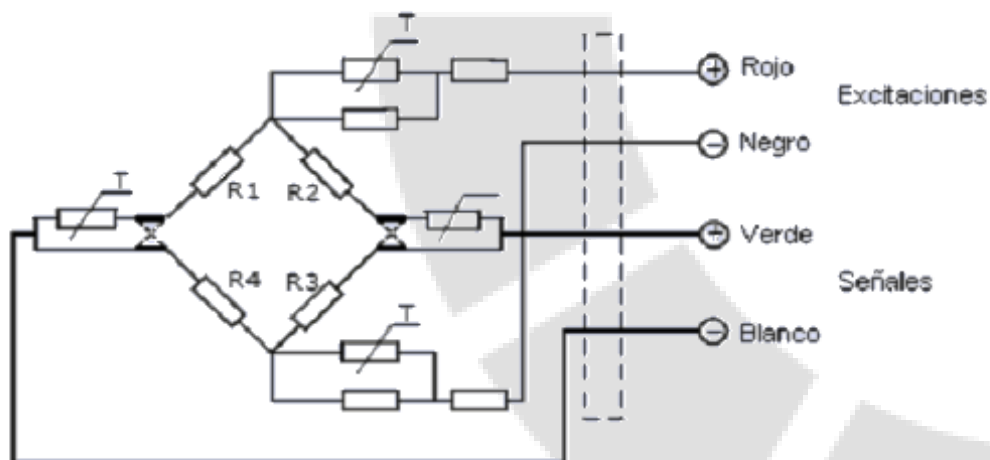 T
+ Rojo
Excitaciones
- Negro
T
R1
R2
+ Verde
R4
R3
Señales
T
- Blanco